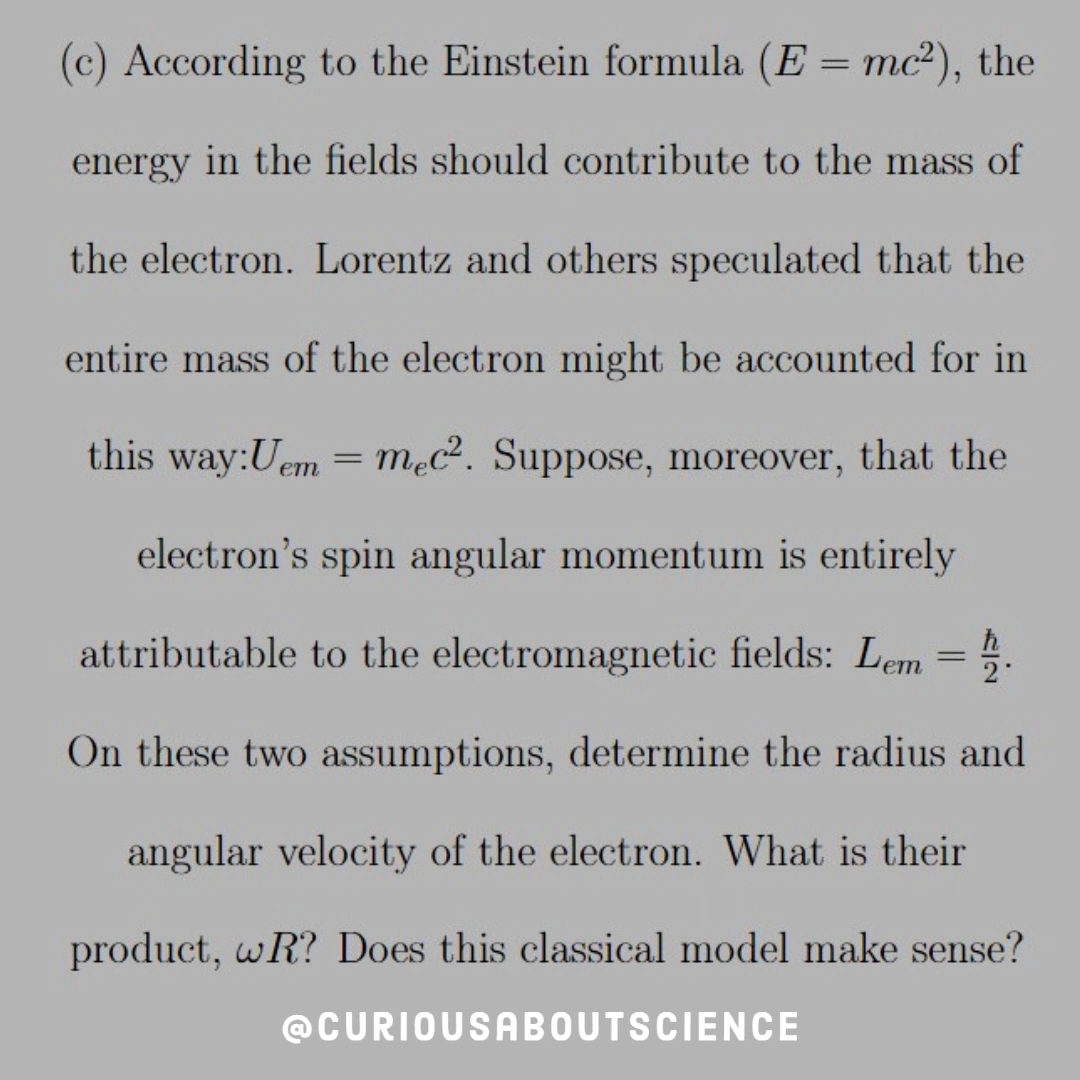 (c) According to the Einstein formula (E = mc²), the
energy in the fields should contribute to the mass of
the electron. Lorentz and others speculated that the
entire mass of the electron might be accounted for in
this way:Uₑₘ = mₑc². Suppose, moreover, that the
electron's spin angular momentum is entirely
attributable to the electromagnetic fields: Lₑₘ = ℏ/2.
On these two assumptions, determine the radius and
angular velocity of the electron. What is their
product, ωR? Does this classical model make sense?
@CURIOUSABOUTSCIENCE